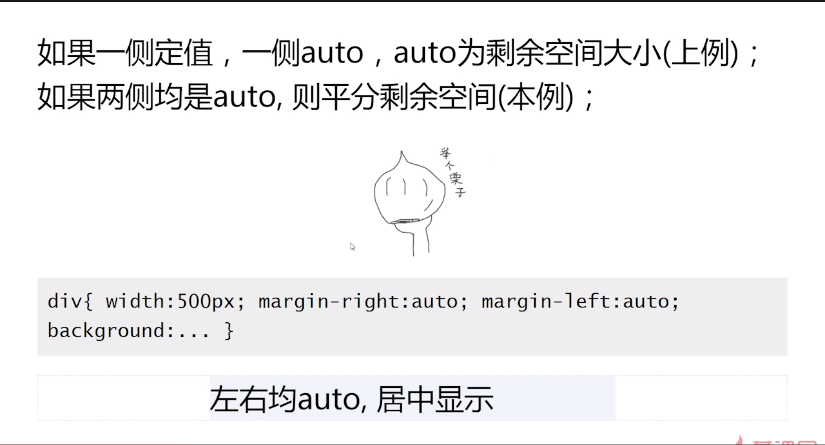 如果一侧定值，一侧auto，auto为剩余空间大小(上例)；
如果两侧均是auto, 则平分剩余空间(本例)；
举个栗子
div{ width:500px; margin-right:auto; margin-left:auto;
background:... }
左右均auto, 居中显示